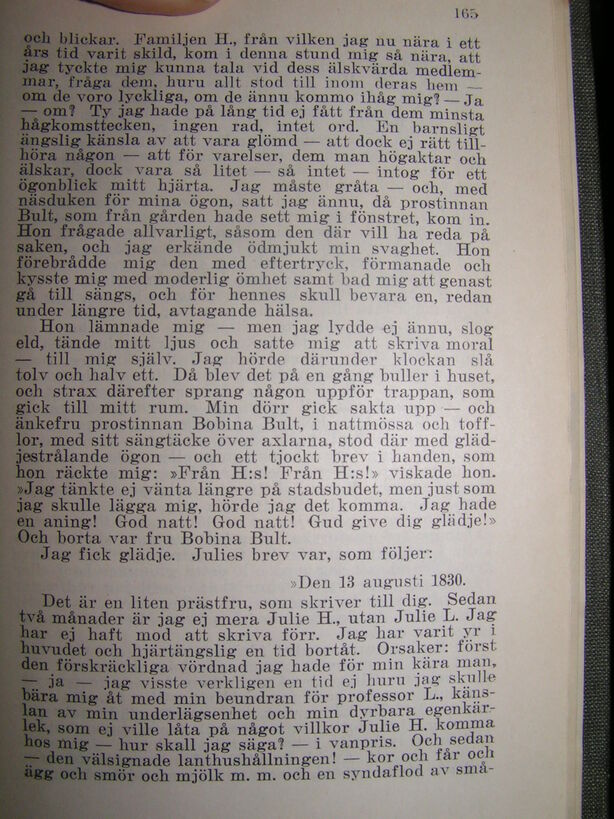 165
och blickar. Familjen H., från vilken jag nu nära i ett
års tid varit skild, kom i denna stund mig så nära, att
jag tyckte mig kunna tala vid dess älskvärda medlem-
mar, fråga dem, huru allt stod till inom deras hem —
om de voro lyckliga, om de ännu kommo ihåg mig? — Ja
— om? Ty jag hade på lång tid ej fått från dem minsta
hågkomsttecken, ingen rad, intet ord. En barnsligt
ängslig känsla av att vara glömd — att dock ej rätt till-
höra någon — att för varelser, dem man högaktar och
älskar, dock vara så litet — så intet — intog för ett
ögonblick mitt hjärta. Jag måste gråta — och, med
näsduken för mina ögon, satt jag ännu, då prostinnan
Bult, som från gården hade sett mig i fönstret, kom in.
Hon frågade allvarligt, såsom den där vill ha reda på
saken, och jag erkände ödmjukt min svaghet. Hon
förebrådde mig den med eftertryck, förmanade och
kysste mig med moderlig ömhet samt bad mig att genast
gå till sängs, och för hennes skull bevara en, redan
under längre tid, avtagande hälsa.
Hon lämnade mig — men jag lydde ej ännu, slog
eld, tände mitt ljus och satte mig att skriva moral
— till mig själv. Jag hörde därunder klockan slå
tolv och halv ett. Då blev det på en gång buller i huset,
och strax därefter sprang någon uppför trappan, som
gick till mitt rum. Min dörr gick sakta upp — och
änkefru prostinnan Bobina Bult, i nattmössa och toff-
lor, med sitt sängtäcke över axlarna, stod där med gläd-
jestrålande ögon — och ett tjockt brev i handen, som
hon räckte mig: »Från H:s! Från H:s!» viskade hon.
»Jag tänkte ej vänta längre på stadsbudet, men just som
jag skulle lägga mig, hörde jag det komma. Jag hade
en aning! God natt! God natt! Gud give dig glädje!»
Och borta var fru Bobina Bult.
Jag fick glädje. Julies brev var, som följer:
»Den 13 augusti 1830.
Det är en liten prästfru, som skriver till dig. Sedan
två månader är jag ej mera Julie H., utan Julie L. Jag
har ej haft mod att skriva förr. Jag har varit yr i
huvudet och hjärtängslig en tid bortåt. Orsaker: först
den förskräckliga vördnad jag hade för min kära man,
— ja — jag visste verkligen en tid ej huru jag skulle
bära mig åt med min beundran för professor L., käns-
lan av min underlägsenhet och min dyrbara egenkär-
lek, som ej ville låta på något villkor Julie H. komma
hos mig — hur skall jag säga? — i vanpris. Och sedan
— den välsignade lanthushållningen! — kor och får och
ägg och smör och mjölk m. m. och en syndaflod av små-